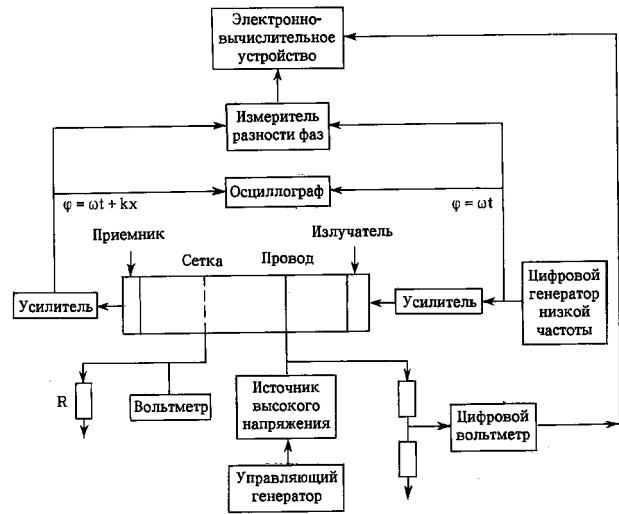 Электронно-
вычислительное
устройство
Измеритель
разности фаз
Осциллограф
φ = ωt + kx
φ = ωt
Приемник
Излучатель
Сетка
Провод
Усилитель
Усилитель
Цифровой
генератор
низкой
частоты
R
Вольтметр
Источник
высокого
напряжения
Цифровой
вольтметр
Управляющий
генератор